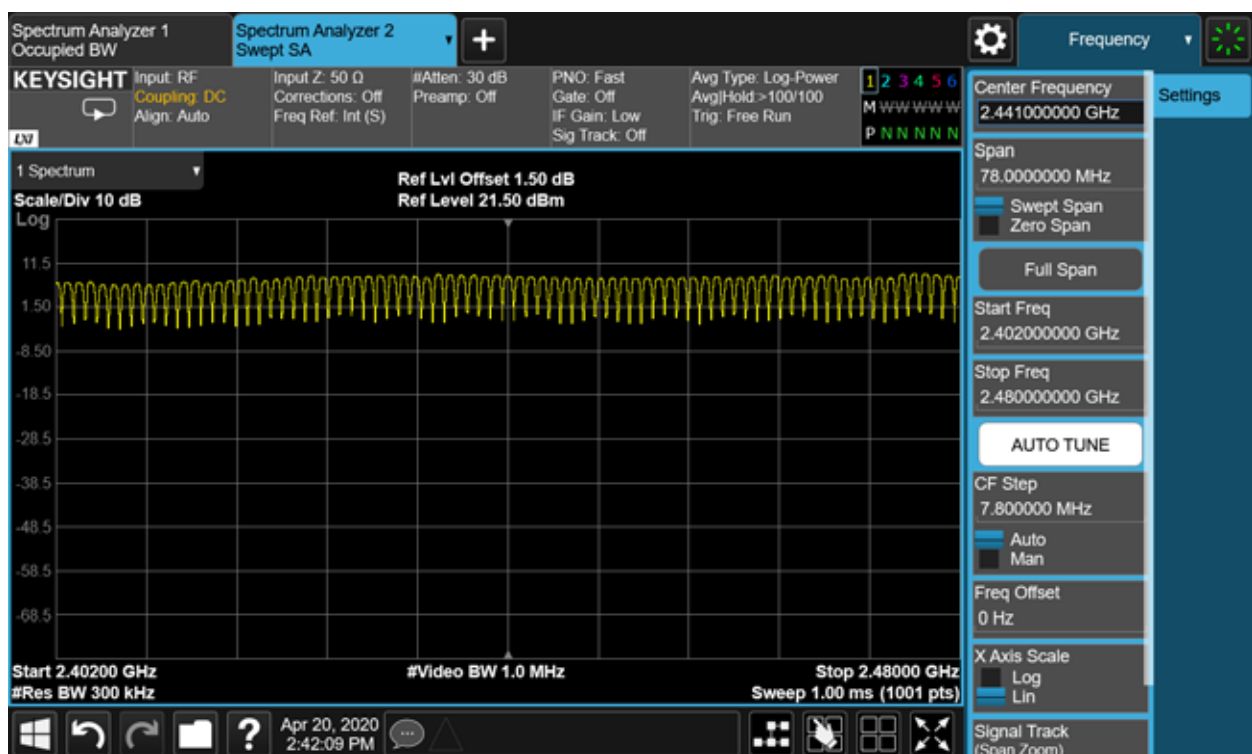 Spectrum Analyzer 1
Occupied BW
Spectrum Analyzer 2
Swept SA
+
Frequency
KEYSIGHT
LXI
Input: RF
Coupling: DC
Align: Auto
Input Z: 50 Ω
Corrections: Off
Freq Ref: Int (S)
#Atten: 30 dB
Preamp: Off
PNO: Fast
Gate: Off
IF Gain: Low
Sig Track: Off
Avg Type: Log-Power
Avg|Hold:>100/100
Trig: Free Run
1 2 3 4 5 6
M W W W W W
P N N N N N
1 Spectrum
Scale/Div 10 dB
Log
Ref Lvl Offset 1.50 dB
Ref Level 21.50 dBm
11.5
1.50
-8.50
-18.5
-28.5
-38.5
-48.5
-58.5
-68.5
Start 2.40200 GHz
#Res BW 300 kHz
#Video BW 1.0 MHz
Stop 2.48000 GHz
Sweep 1.00 ms (1001 pts)
Center Frequency
2.441000000 GHz
Settings
Span
78.0000000 MHz
Swept Span
Zero Span
Full Span
Start Freq
2.402000000 GHz
Stop Freq
2.480000000 GHz
AUTO TUNE
CF Step
7.800000 MHz
Auto
Man
Freq Offset
0 Hz
X Axis Scale
Log
Lin
Signal Track
(Span Zoom)
?
Apr 20, 2020
2:42:09 PM